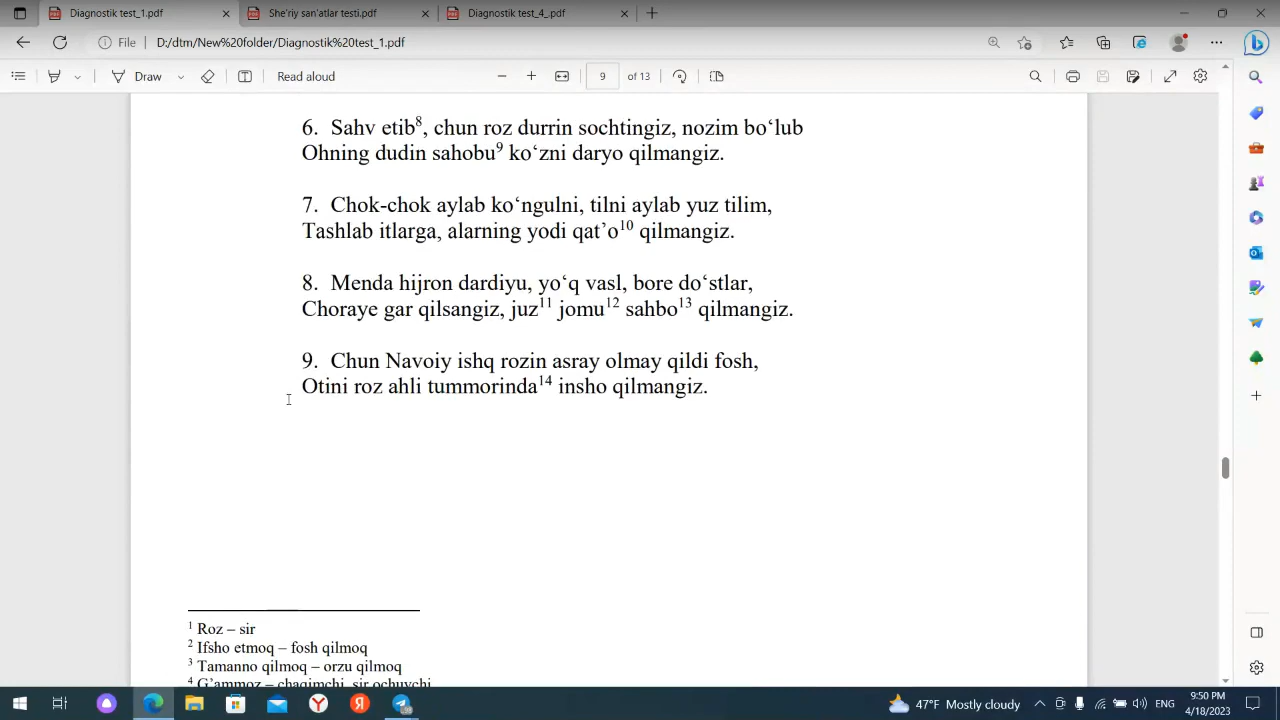 Diagnostik test_1.pdf
She'riy san'atlar testi.pdf
Diagnostik test_4_.pdf
File D:/dtm/New%20folder/Diagnostik%20test_1.pdf
Draw Read aloud 9 of 13
6. Sahv etib8, chun roz durrin sochtingiz, nozim bo‘lub
Ohning dudin sahobu9 ko‘zni daryo qilmangiz.
7. Chok-chok aylab ko‘ngulni, tilni aylab yuz tilim,
Tashlab itlarga, alarning yodi qat’o10 qilmangiz.
8. Menda hijron dardiyu, yo‘q vasl, bore do‘stlar,
Choraye gar qilsangiz, juz11 jomu12 sahbo13 qilmangiz.
9. Chun Navoiy ishq rozin asray olmay qildi fosh,
Otini roz ahli tummorinda14 insho qilmangiz.
1 Roz – sir
2 Ifsho etmoq – fosh qilmoq
3 Tamanno qilmoq – orzu qilmoq
4 G’ammoz – chaqimchi, sir ochuvchi
47°F Mostly cloudy ENG 9:50 PM
4/18/2023